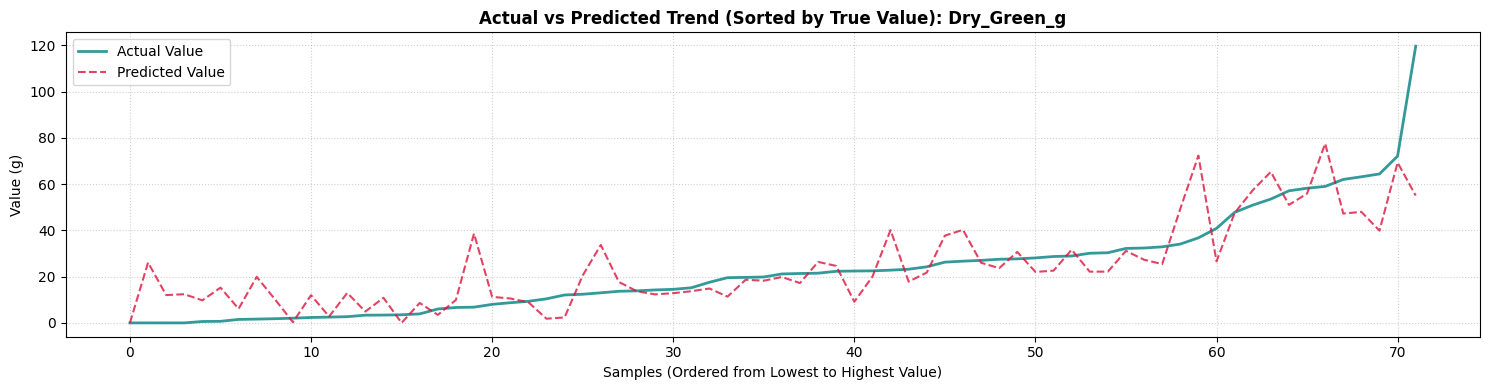 Actual vs Predicted Trend (Sorted by True Value): Dry_Green_g
Actual Value
Predicted Value
Value (g)
120
100
80
60
40
20
0
0 10 20 30 40 50 60 70
Samples (Ordered from Lowest to Highest Value)